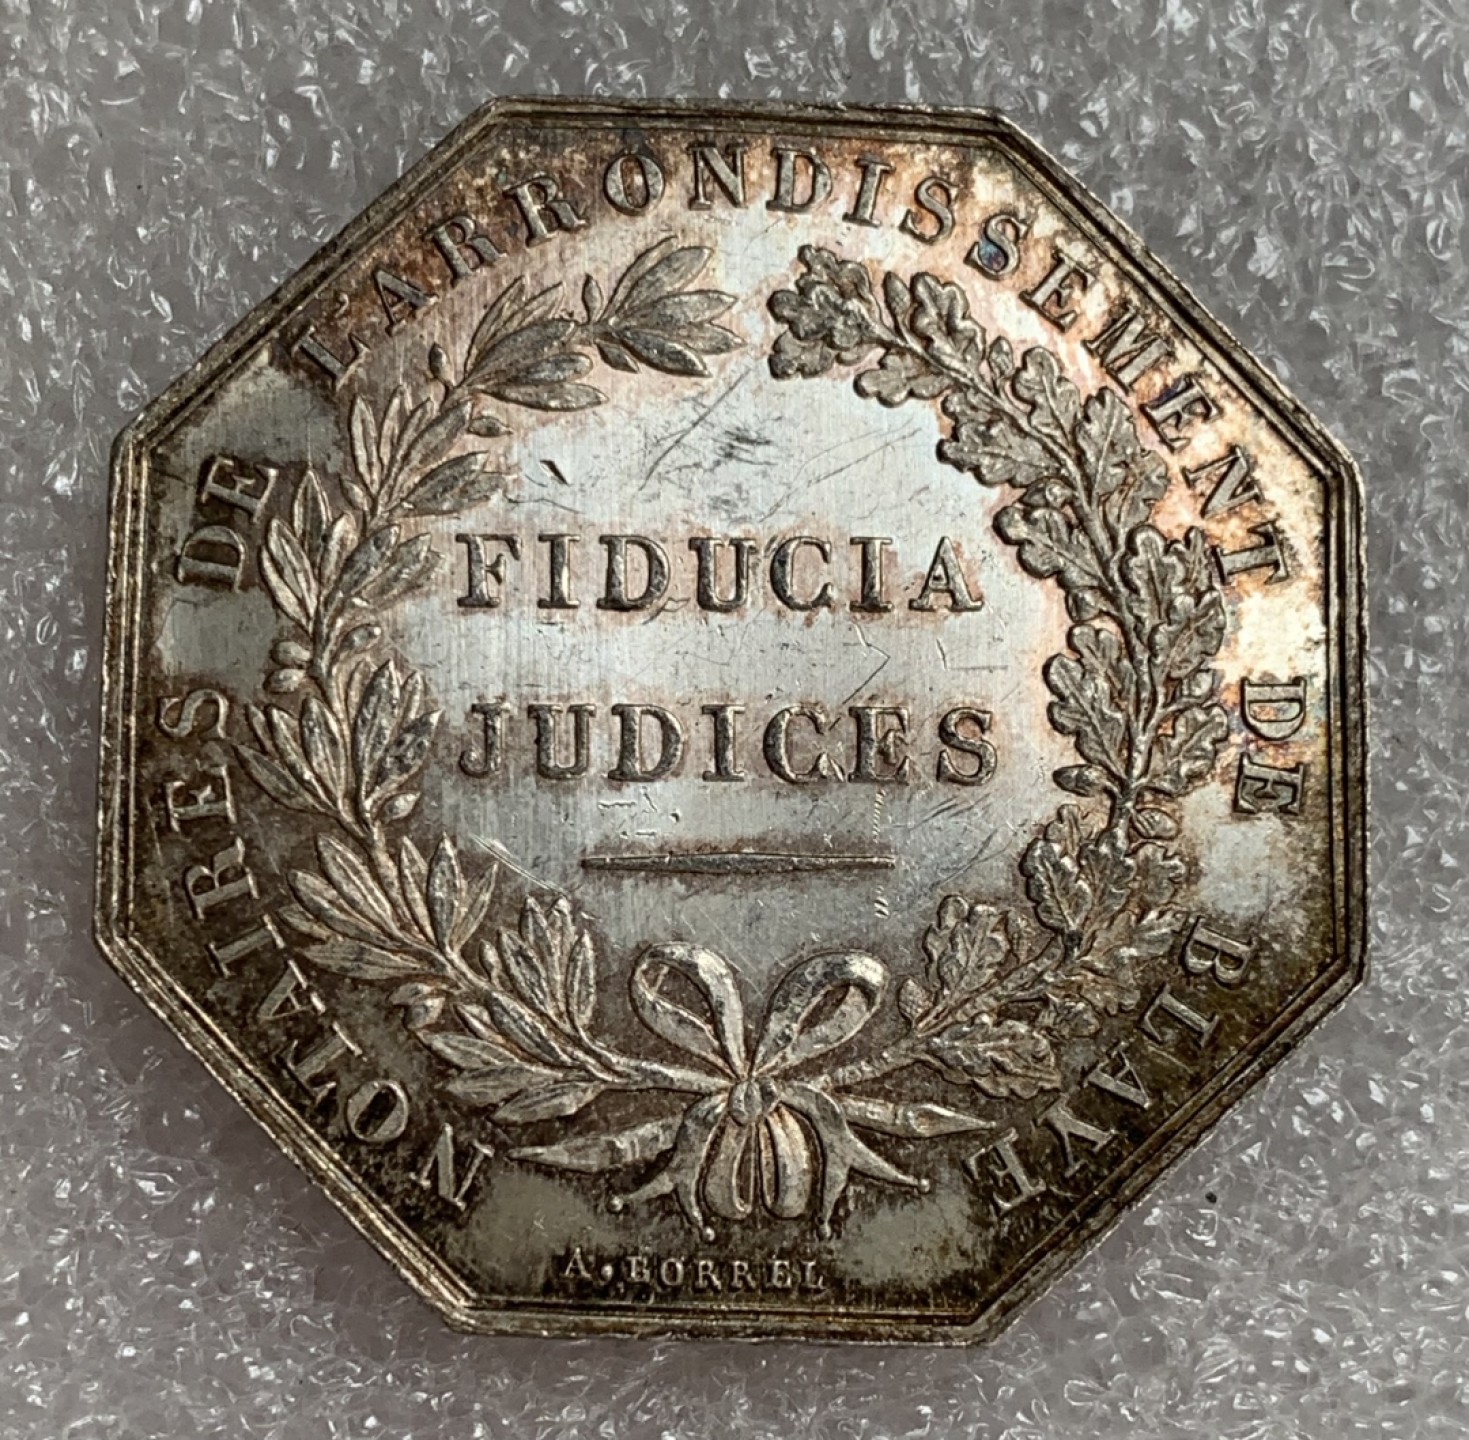 NOTAIRES DE L'ARRONDISSEMENT DE BLAYE
FIDUCIA
JUDICES
A. BORREL